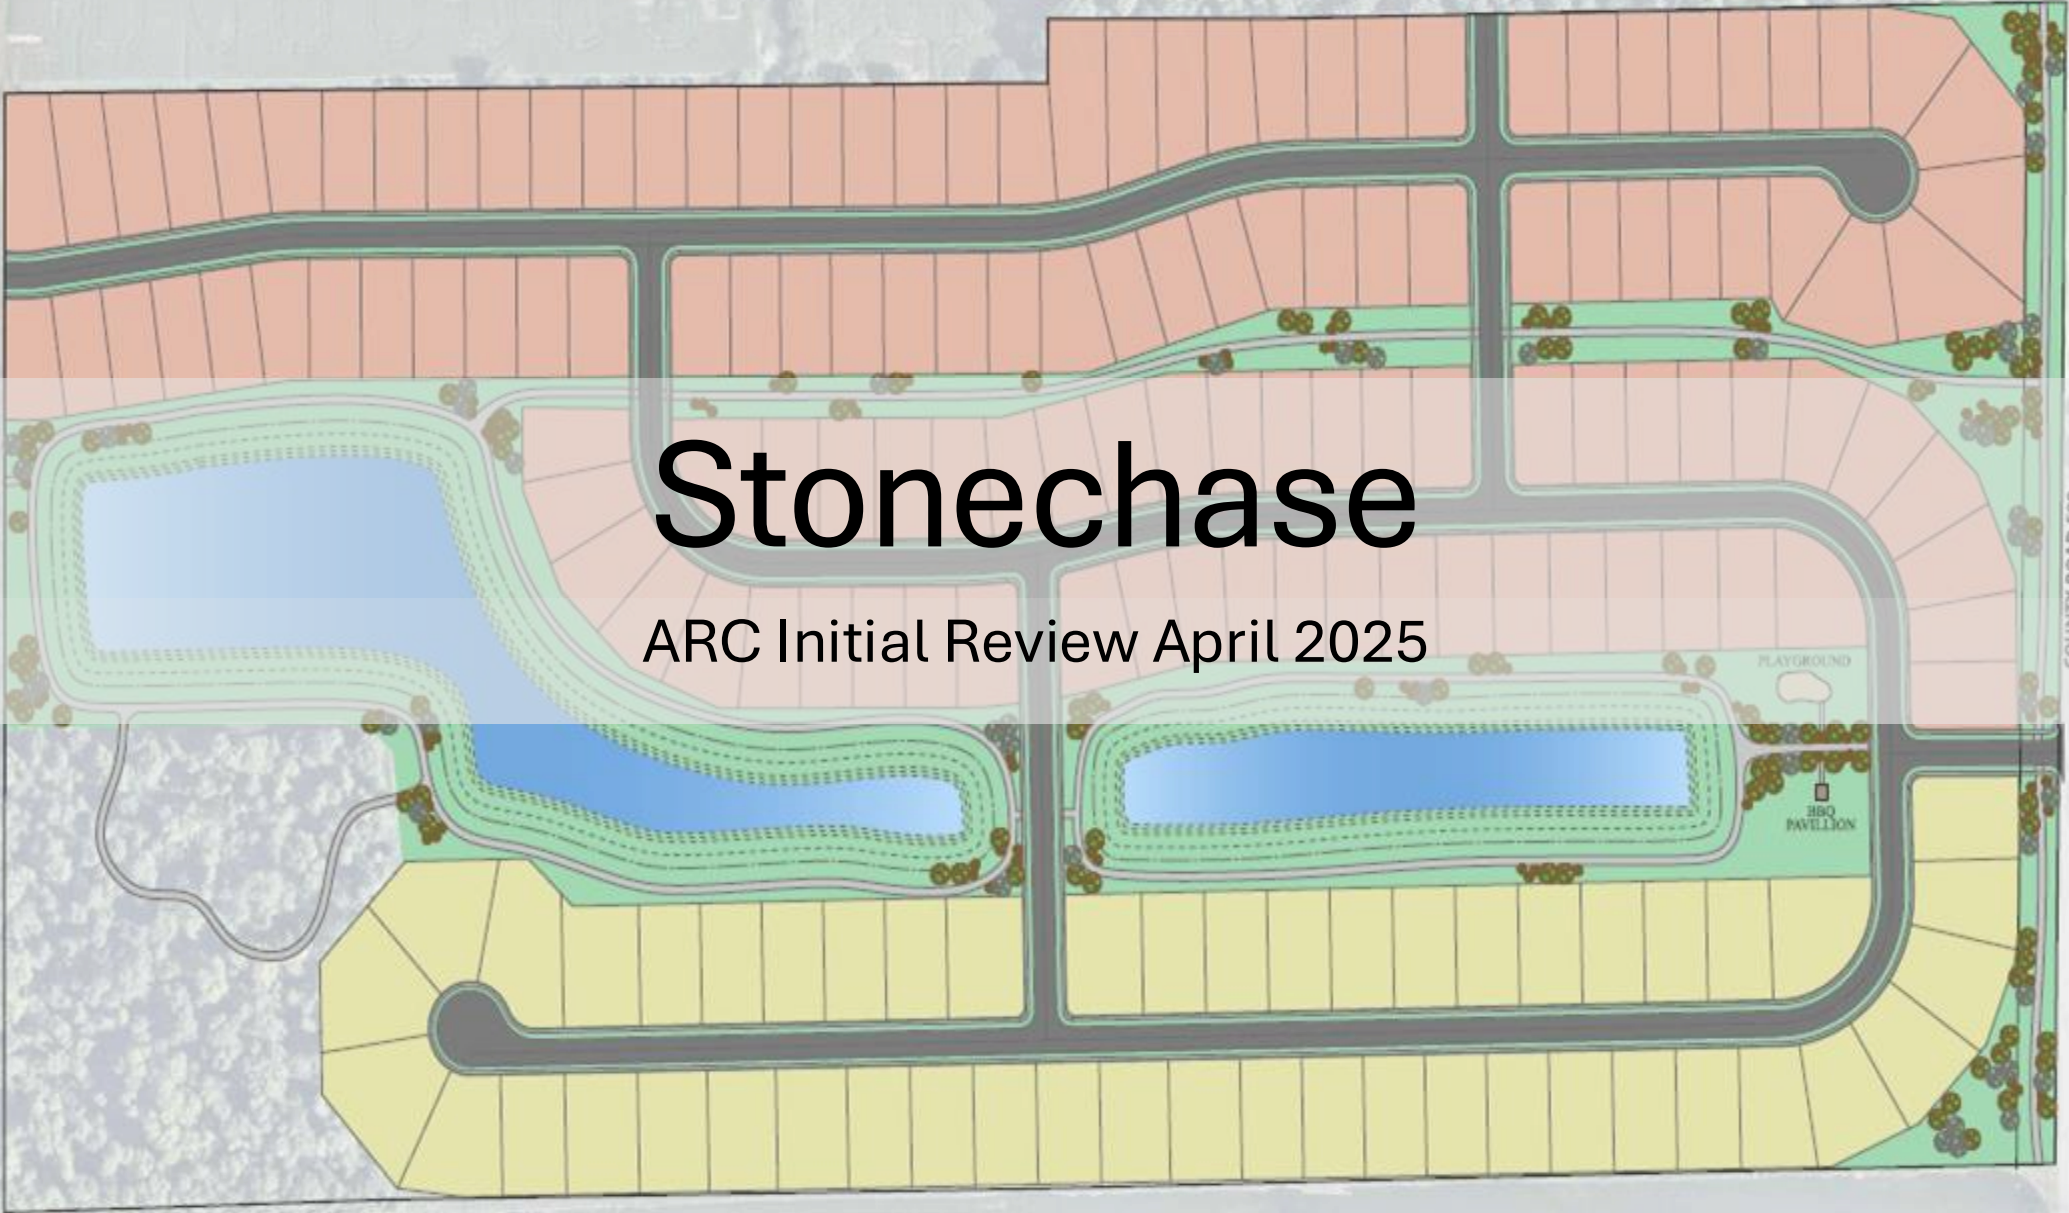 Stonechase
ARC Initial Review April 2025
PLAYGROUND
BBQ
PAVILLION